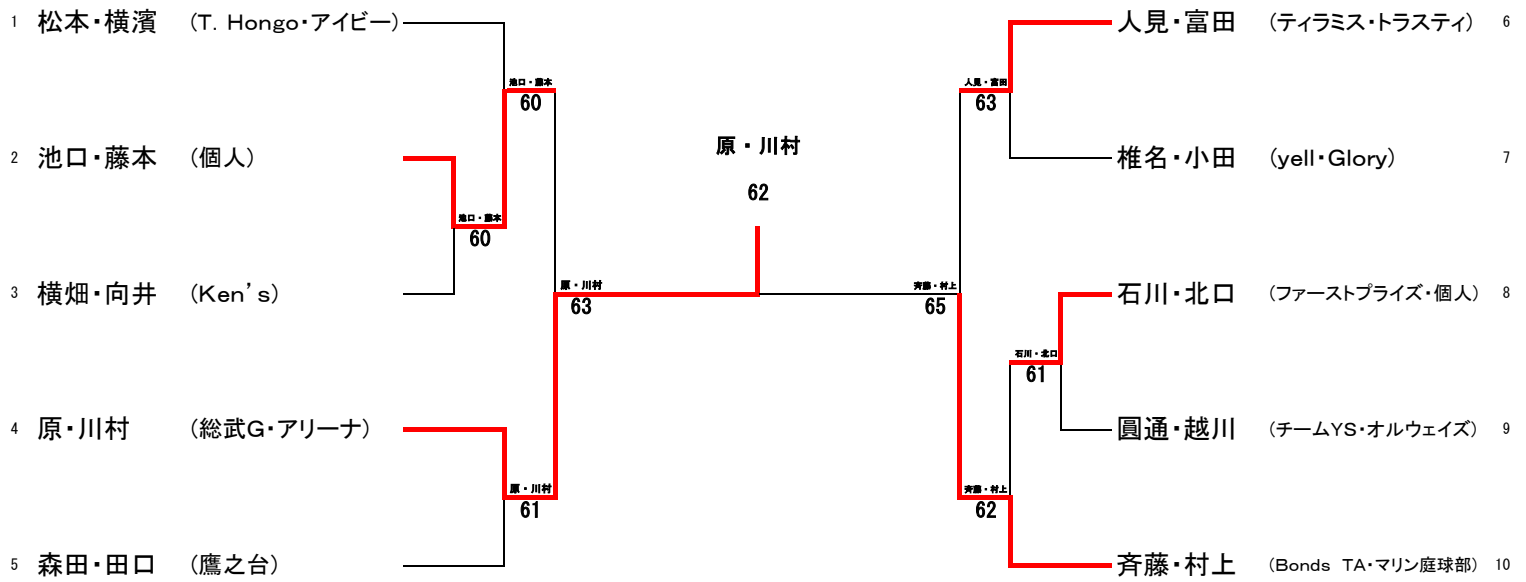 1 松本・横濱 (T. Hongo・アイビー)
池口・藤本
60
2 池口・藤本 (個人)
池口・藤本
60
3 横畑・向井 (Ken's)
原・川村
63
4 原・川村 (総武G・アリーナ)
原・川村
61
5 森田・田口 (鷹之台)
原・川村
62
人見・富田 (ティラミス・トラスティ) 6
人見・富田
63
椎名・小田 (yell・Glory) 7
斉藤・村上
65
石川・北口 (ファーストプライズ・個人) 8
石川・北口
61
圓通・越川 (チームYS・オルウェイズ) 9
斉藤・村上
62
斉藤・村上 (Bonds TA・マリン庭球部) 10